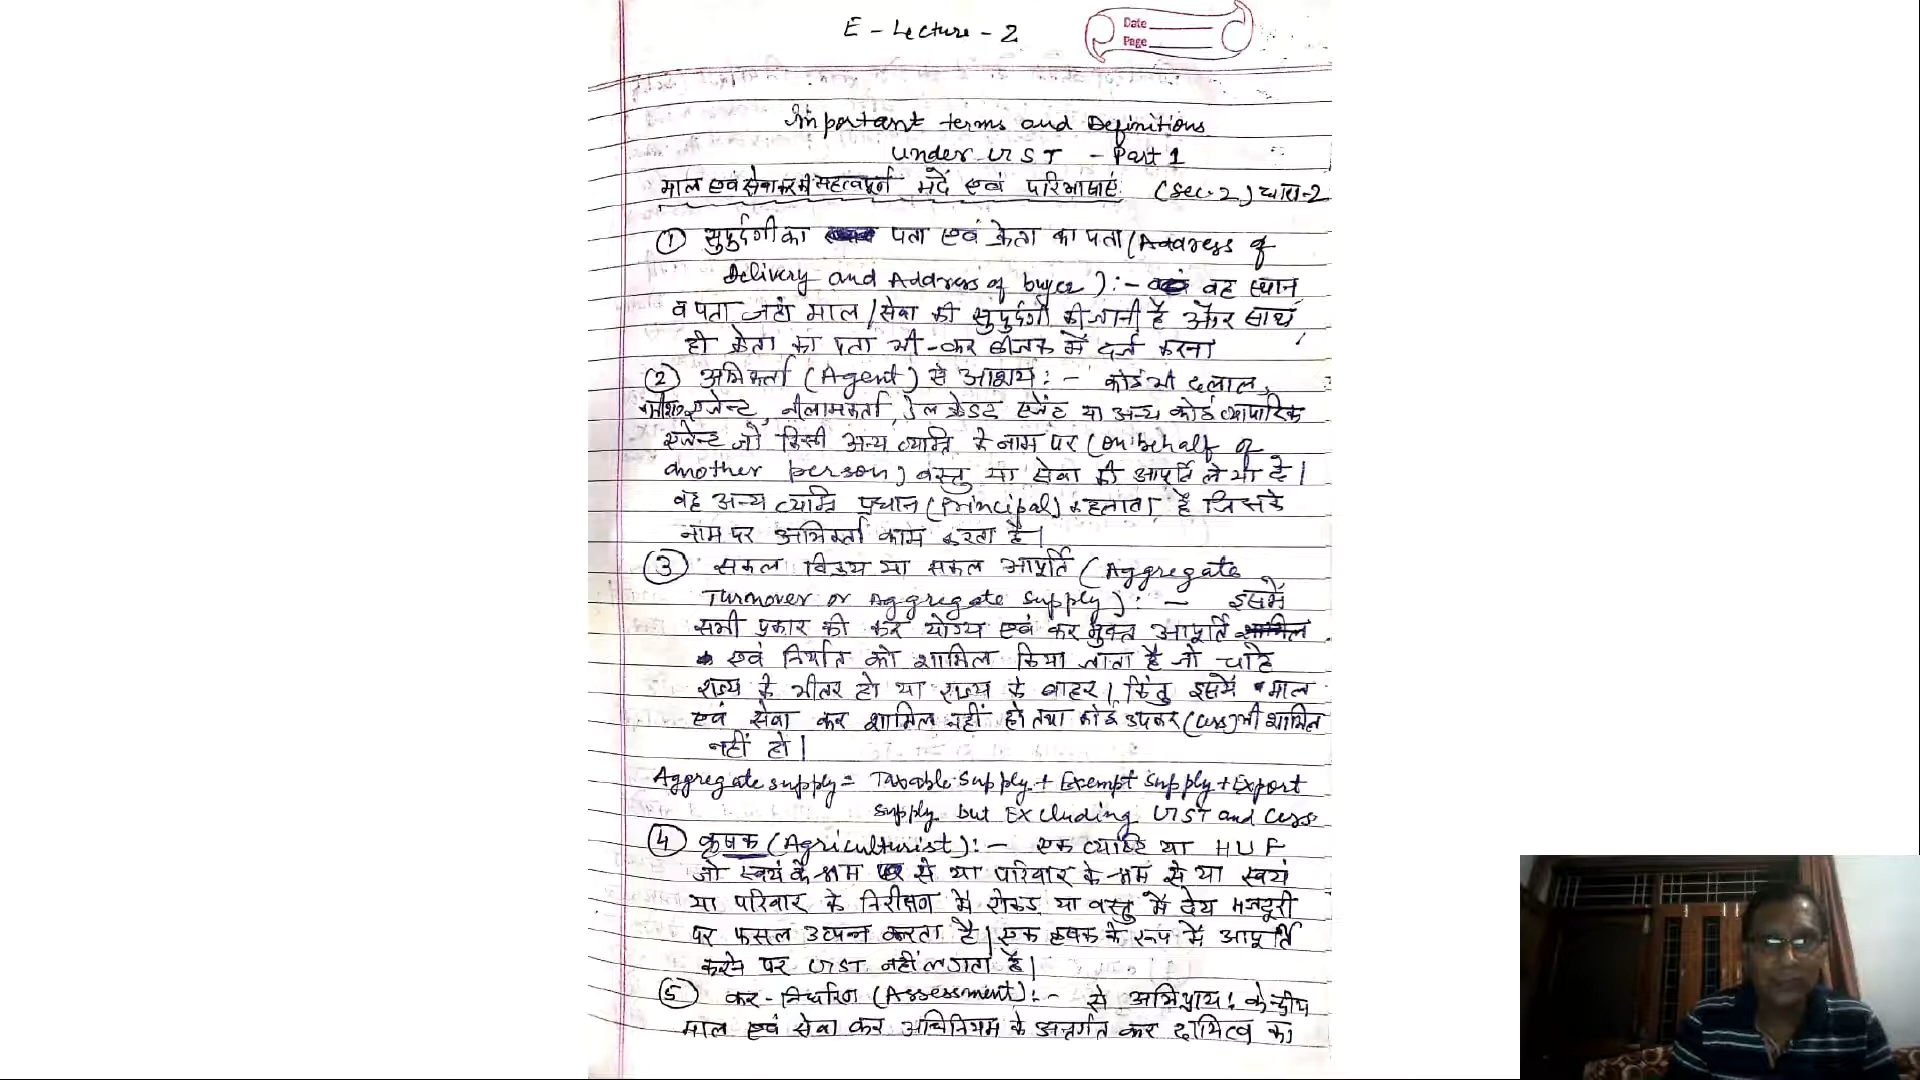 E - Lecture - 2
Date
Page
Important terms and Definitions
under GST - Part 1
माल एवं सेवा कर में महत्वपूर्ण मदें एवं परिभाषाएं (Sec. 2) धारा-2
① सुपुर्दगी का पता एवं क्रेता का पता (Address of
Delivery and Address of buyer) :- वह स्थान
व पता जहां माल / सेवा की सुपुर्दगी की जाती है और साथ
ही क्रेता का पता भी कर बीजक में दर्ज करना
② अभिकर्ता (Agent) से आशय :- कोई भी दलाल,
कमीशन एजेन्ट, नीलामकर्ता, डेल क्रेडट एजेंट या अन्य कोई व्यापारिक
एजेन्ट जो किसी अन्य व्यक्ति के नाम पर (on behalf of
another person) वस्तु या सेवा की आपूर्ति ले या दे।
वह अन्य व्यक्ति प्रधान (Principal) कहलाता है जिसके
नाम पर अभिकर्ता काम करता है।
③ सकल विक्रय या सकल आपूर्ति (Aggregate
Turnover or Aggregate Supply) :- इसमें
सभी प्रकार की कर योग्य एवं कर मुक्त आपूर्ति
एवं निर्यात को शामिल किया जाता है जो चाहे
राज्य के भीतर हो या राज्य के बाहर। किंतु इसमें माल
एवं सेवा कर शामिल नहीं हो तथा कोई उपकर (Cess) भी शामिल
नहीं हो।
Aggregate supply = Taxable supply + Exempt supply + Export
supply but Excluding GST and Cess
④ कृषक (Agriculturist) :- एक व्यष्टि या HUF
जो स्वयं के श्रम से या परिवार के श्रम से या स्वयं
या परिवार के निरीक्षण में रोकड या वस्तु में देय मजदूरी
पर फसल उत्पन्न करता है। एक कृषक के रूप में आपूर्ति
करने पर GST नहीं लगता है।
⑤ कर-निर्धारण (Assessment) :- से अभिप्राय: केन्द्रीय
माल एवं सेवा कर अधिनियम के अन्तर्गत कर दायित्व का